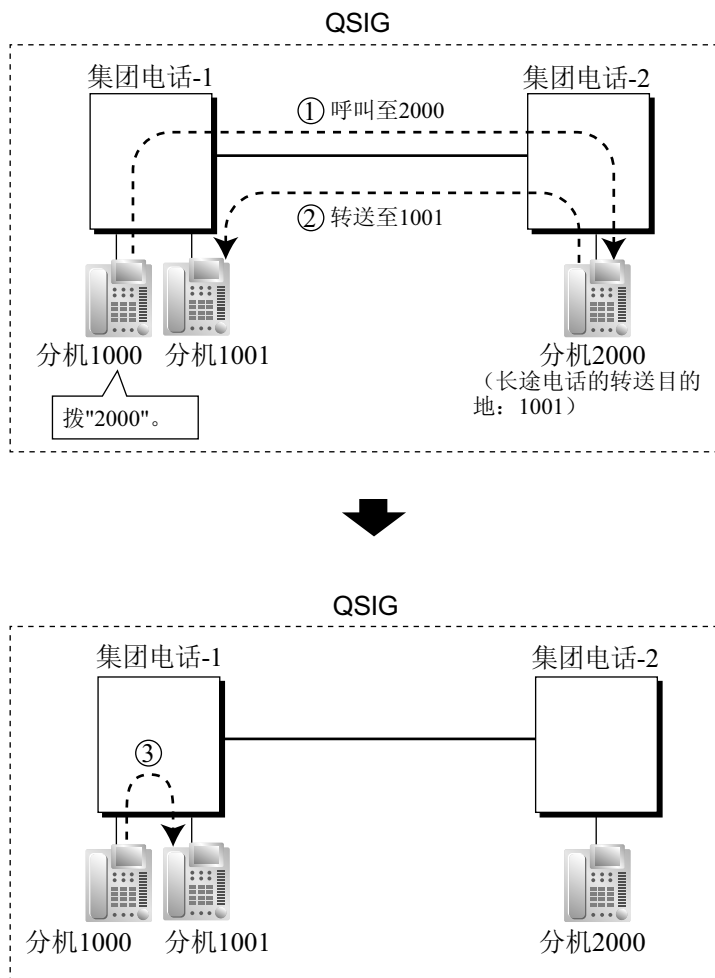 QSIG
集团电话-1
集团电话-2
① 呼叫至2000
② 转送至1001
分机1000
分机1001
分机2000
（长途电话的转送目的
地：1001）
拨"2000"。
QSIG
集团电话-1
集团电话-2
③
分机1000
分机1001
分机2000